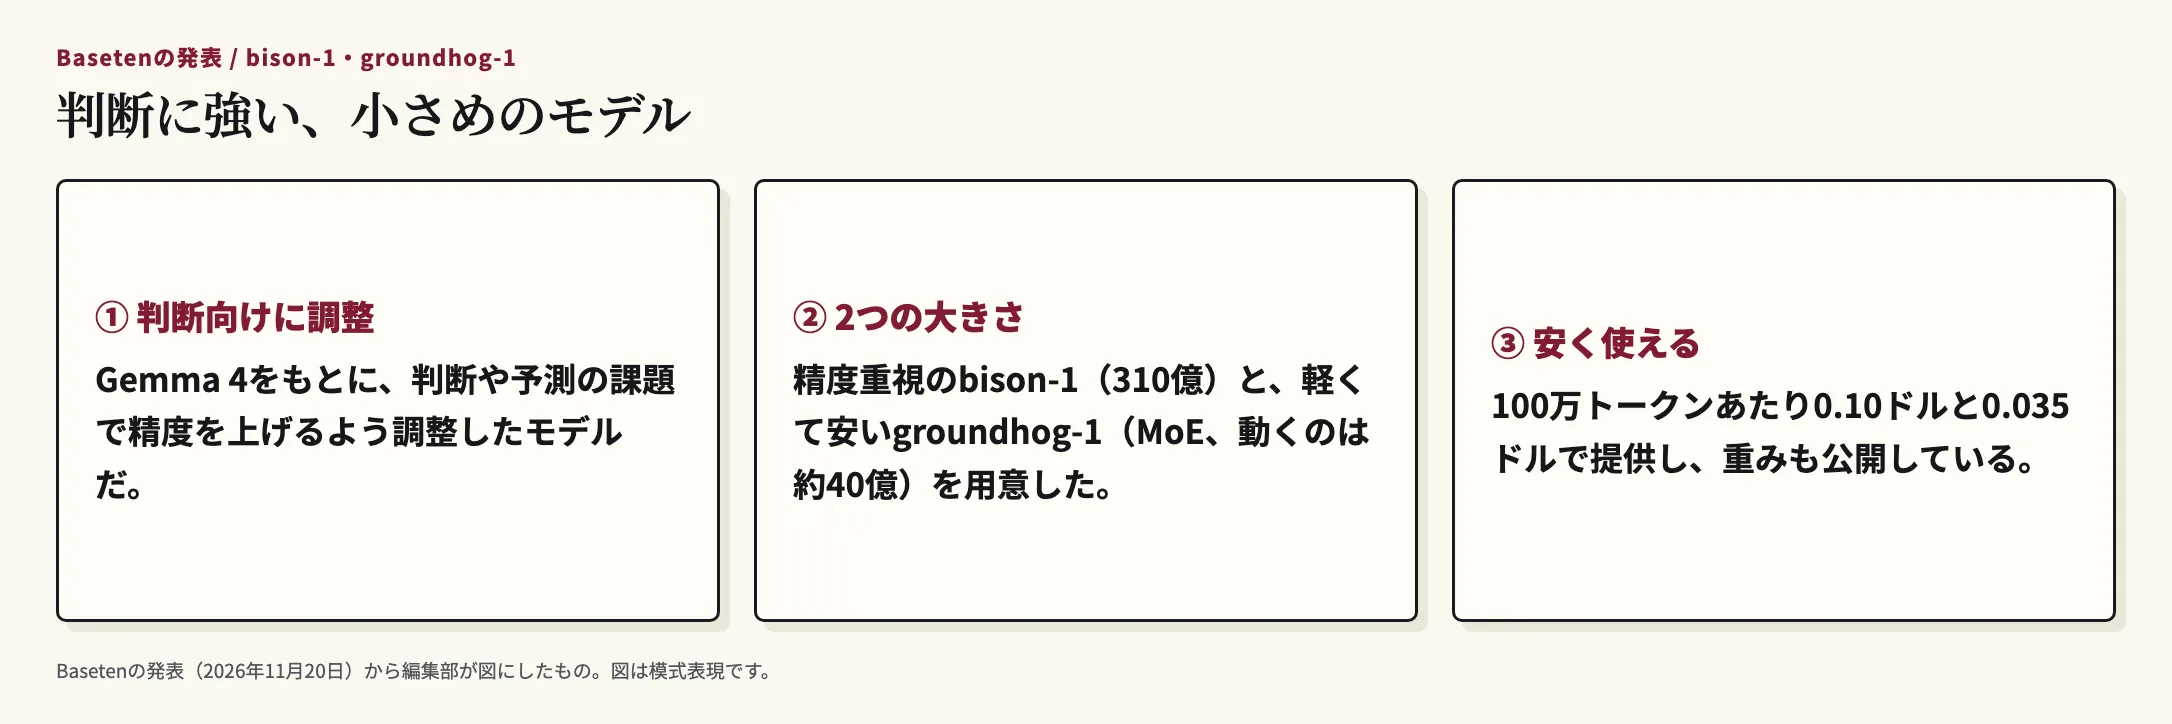 Basetenの発表 / bison-1・groundhog-1
判断に強い、小さめのモデル
① 判断向けに調整
Gemma 4をもとに、判断や予測の課題
で精度を上げるよう調整したモデル
だ。
② 2つの大きさ
精度重視のbison-1（310億）と、軽く
て安いgroundhog-1（MoE、動くのは
約40億）を用意した。
③ 安く使える
100万トークンあたり0.10ドルと0.035
ドルで提供し、重みも公開している。
Basetenの発表（2026年11月20日）から編集部が図にしたもの。図は模式表現です。